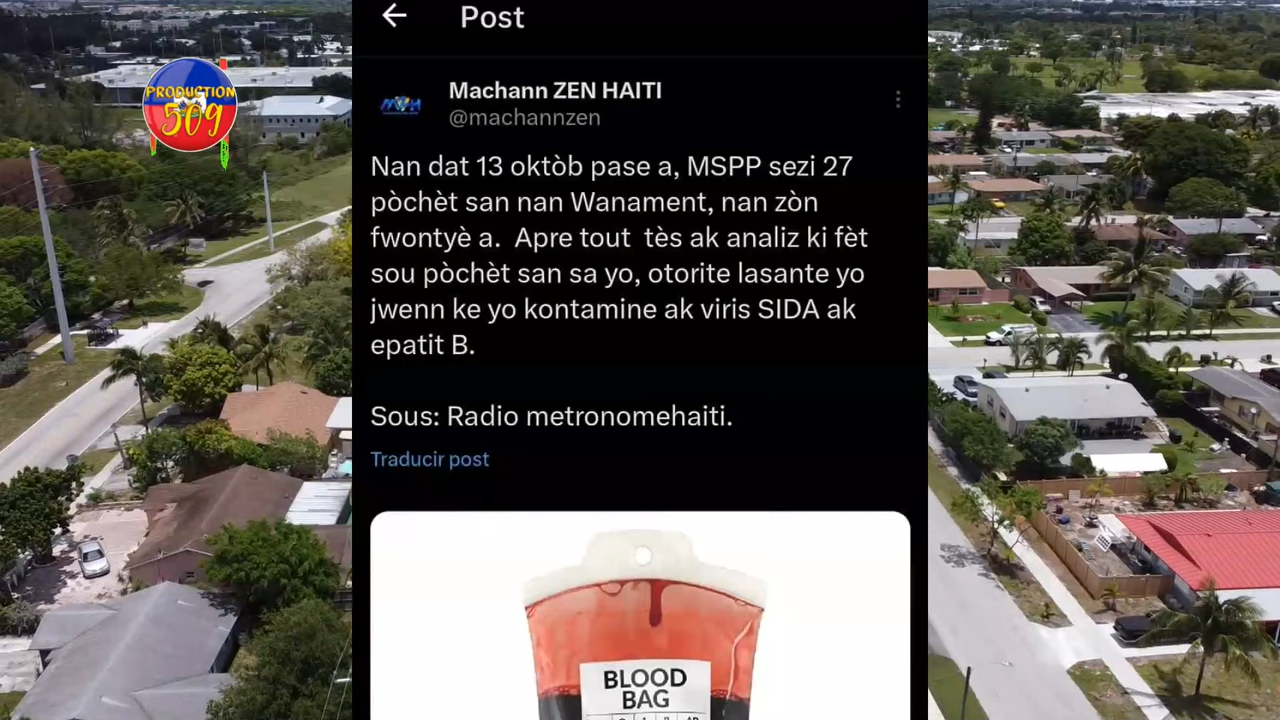 Post
PRODUCTION
509
Machann ZEN HAITI
@machannzen
Nan dat 13 oktòb pase a, MSPP sezi 27
pòchèt san nan Wanament, nan zòn
fwontyè a. Apre tout tès ak analiz ki fèt
sou pòchèt san sa yo, otorite lasante yo
jwenn ke yo kontamine ak viris SIDA ak
epatit B.
Sous: Radio metronomehaiti.
Traducir post
BLOOD
BAG